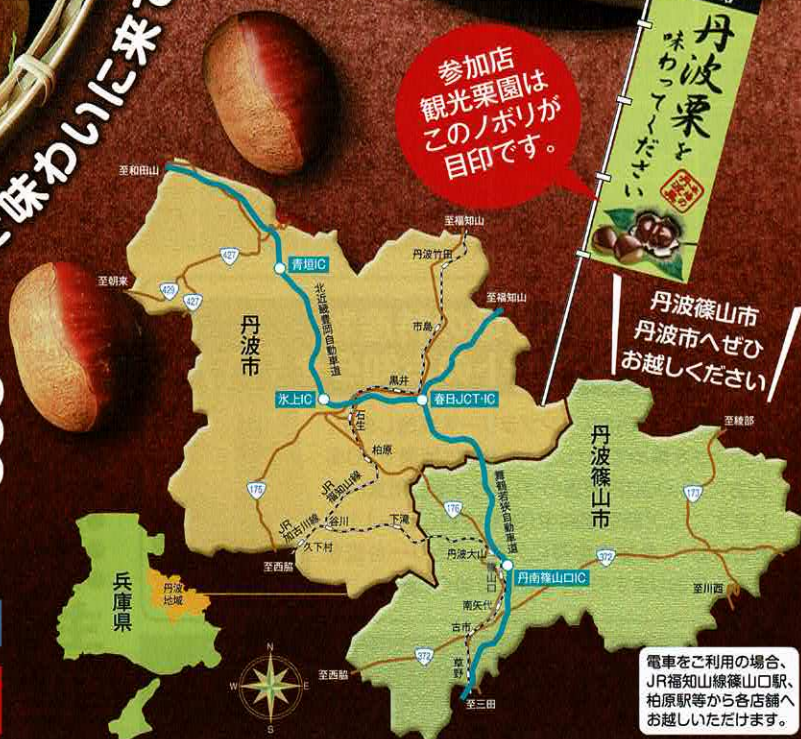 味わいに来て
参加店
観光栗園は
このノボリが
目印です。
丹波栗を
味わってください
丹波篠山市
丹波市へぜひ
お越しください
至和田山
至福知山
丹波竹田
427
青垣IC
至朝来
429
427
北近畿豊岡自動車道
至福知山
市島
丹波市
黒井
氷上IC
春日JCT・IC
石生
柏原
丹波篠山市
至綾部
175
JR
福知山線
176
舞鶴若狭自動車道
173
JR
加古川線
谷川
下滝
久下村
至西脇
丹波大山
篠山口
372
丹南篠山口IC
至川西
兵庫県
丹波
地域
南矢代
古市
372
草野
至西脇
至三田
N
W
E
S
電車をご利用の場合、
JR福知山線篠山口駅、
柏原駅等から各店舗へ
お越しいただけます。